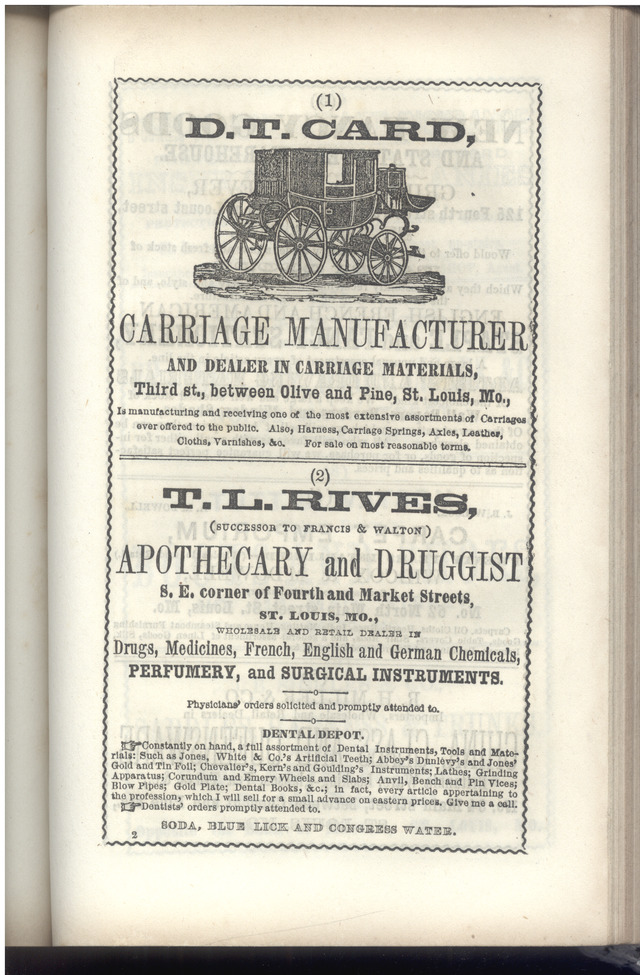 (1)
D. T. CARD,
CARRIAGE MANUFACTURER
AND DEALER IN CARRIAGE MATERIALS,
Third st., between Olive and Pine, St. Louis, Mo.,
Is manufacturing and receiving one of the most extensive assortments of Carriages
ever offered to the public. Also, Harness, Carriage Springs, Axles, Leather,
Cloths, Varnishes, &c. For sale on most reasonable terms.
(2)
T. L. RIVES,
(SUCCESSOR TO FRANCIS & WALTON)
APOTHECARY and DRUGGIST
S. E. corner of Fourth and Market Streets,
ST. LOUIS, MO.,
WHOLESALE AND RETAIL DEALER IN
Drugs, Medicines, French, English and German Chemicals,
PERFUMERY, and SURGICAL INSTRUMENTS.
Physicians' orders solicited and promptly attended to.
DENTAL DEPOT.
☞Constantly on hand, a full assortment of Dental Instruments, Tools and Mate-
rials: Such as Jones, White & Co.'s Artificial Teeth; Abbey's Dunlevy's and Jones'
Gold and Tin Foil; Chevalier's, Kern's and Goulding's Instruments; Lathes; Grinding
Apparatus; Corundum and Emery Wheels and Slabs; Anvil, Bench and Pin Vices;
Blow Pipes; Gold Plate; Dental Books, &c.; in fact, every article appertaining to
the profession, which I will sell for a small advance on eastern prices. Give me a call.
☞Dentists' orders promptly attended to.
SODA, BLUE LICK AND CONGRESS WATER.
2